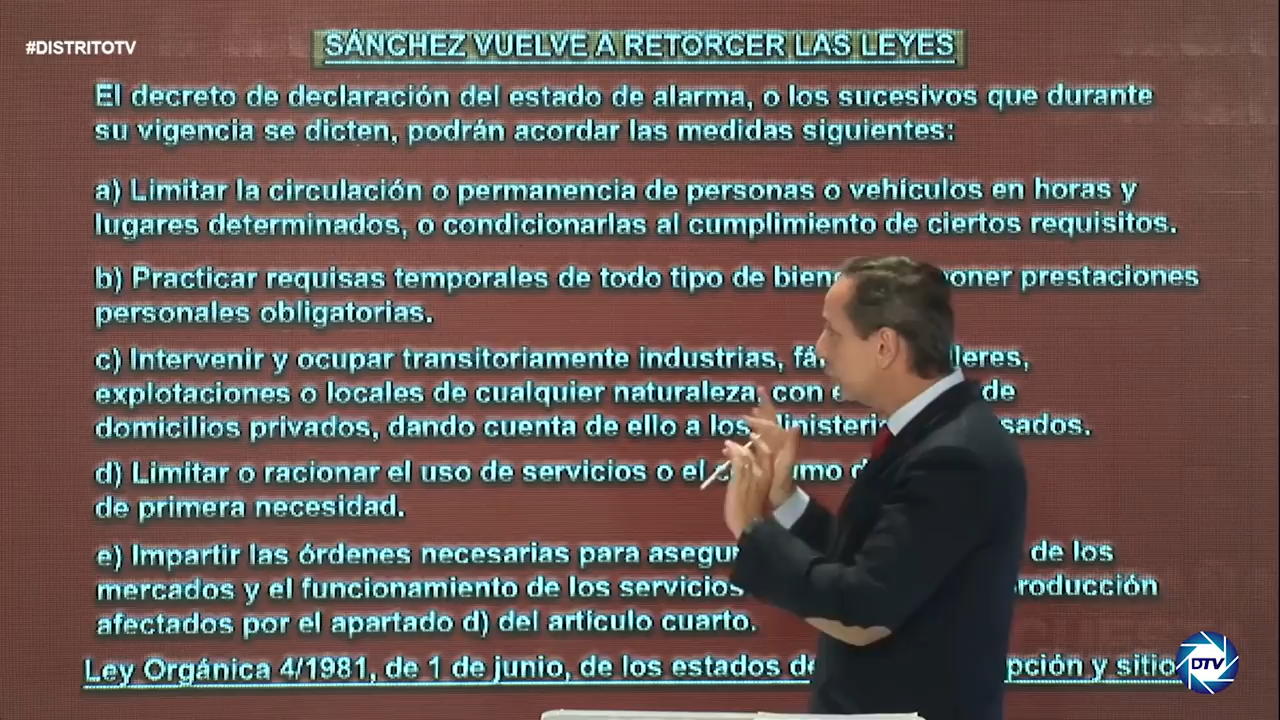 #DISTRITOTV
SÁNCHEZ VUELVE A RETORCER LAS LEYES
El decreto de declaración del estado de alarma, o los sucesivos que durante
su vigencia se dicten, podrán acordar las medidas siguientes:
a) Limitar la circulación o permanencia de personas o vehículos en horas y
lugares determinados, o condicionarlas al cumplimiento de ciertos requisitos.
b) Practicar requisas temporales de todo tipo de prestaciones
personales obligatorias.
c) Intervenir y ocupar transitoriamente industrias,
explotaciones o locales de cualquier naturaleza, con de
domicilios privados, dando cuenta de ello a los
d) Limitar o racionar el uso de servicios o el
de primera necesidad.
e) Impartir las órdenes necesarias para de los
mercados y el funcionamiento de los servicios
afectados por el apartado d) del artículo cuarto.
Ley Orgánica 4/1981, de 1 de junio, de los estados y sitio
DTV